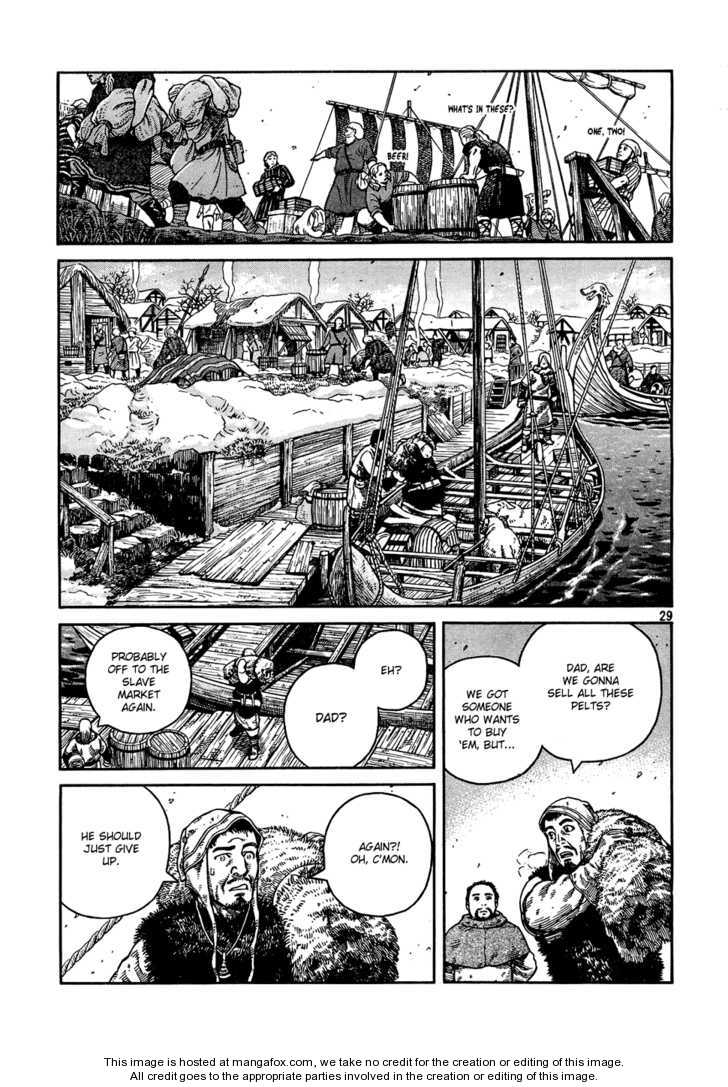 ONE, TWO!
WHAT'S IN THESE?
BEER!
29
DAD, ARE
WE GONNA
SELL ALL THESE
PELTS?
WE GOT
SOMEONE
WHO WANTS
TO BUY
'EM, BUT...
EH?
DAD?
PROBABLY
OFF TO THE
SLAVE
MARKET
AGAIN.
AGAIN?!
OH, C'MON.
HE SHOULD
JUST GIVE
UP.
This image is hosted at mangafox.com, we take no credit for the creation or editing of this image.
All credit goes to the appropriate parties involved in the creation or editing of this image.